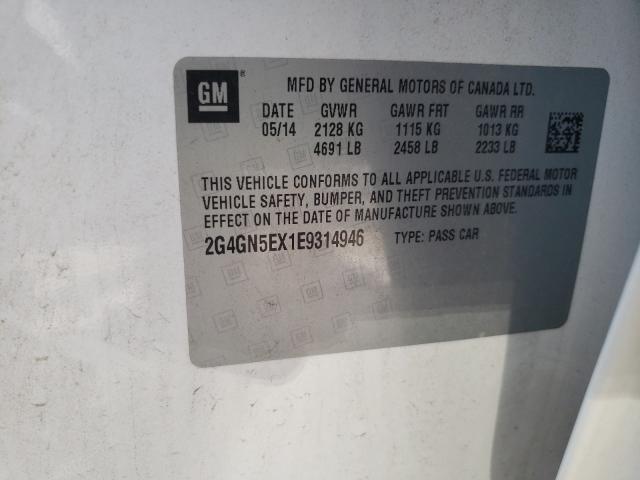 GM ®
MFD BY GENERAL MOTORS OF CANADA LTD.
DATE GVWR GAWR FRT GAWR RR
05/14 2128 KG 1115 KG 1013 KG
4691 LB 2458 LB 2233 LB
THIS VEHICLE CONFORMS TO ALL APPLICABLE U.S. FEDERAL MOTOR
VEHICLE SAFETY, BUMPER, AND THEFT PREVENTION STANDARDS IN
EFFECT ON THE DATE OF MANUFACTURE SHOWN ABOVE.
2G4GN5EX1E9314946 TYPE: PASS CAR